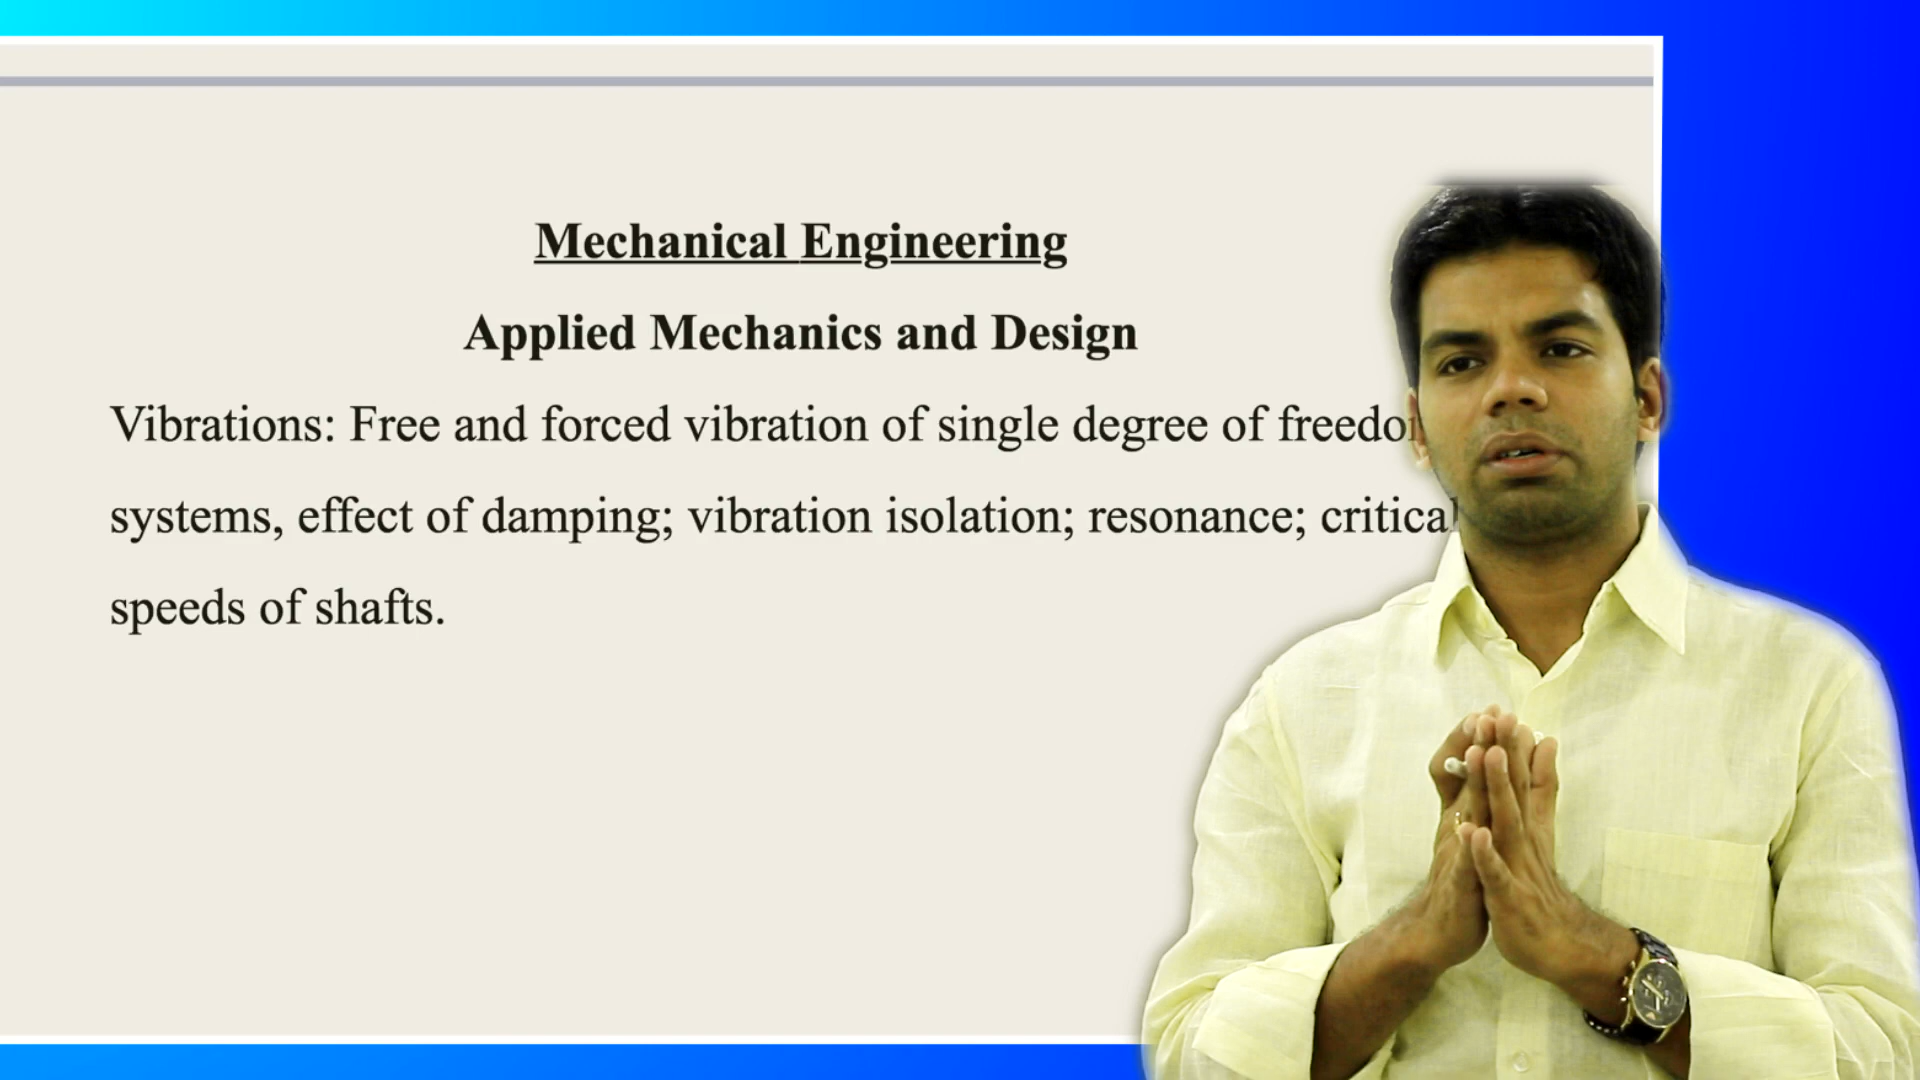 Mechanical Engineering
Applied Mechanics and Design
Vibrations: Free and forced vibration of single degree of
systems, effect of damping; vibration isolation; resonance; critical
speeds of shafts.